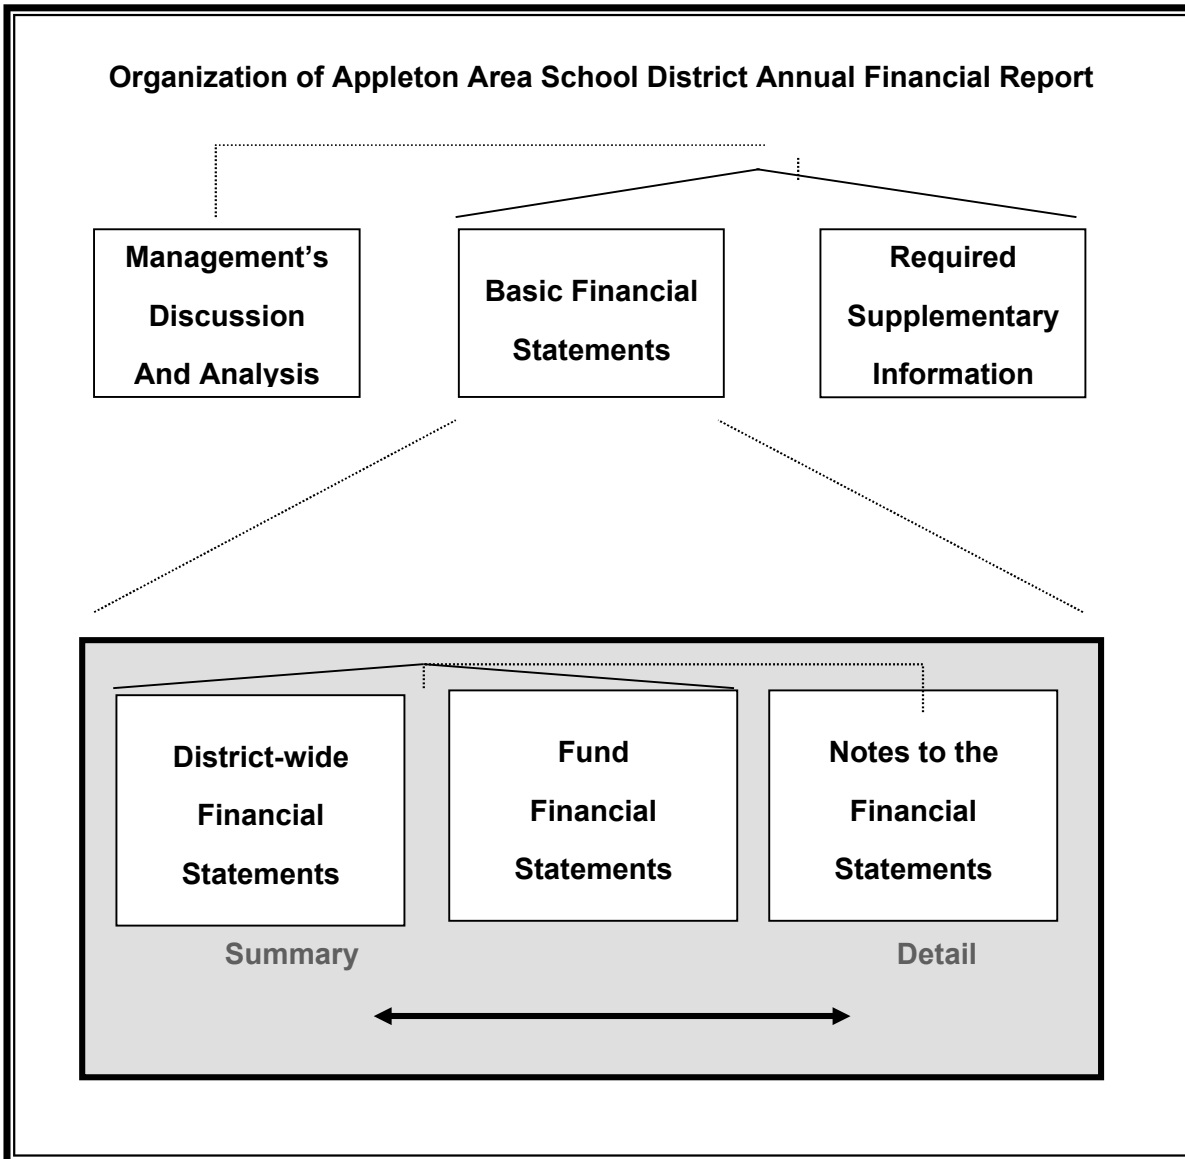 Organization of Appleton Area School District Annual Financial Report
Management’s
Discussion
And Analysis
Basic Financial
Statements
Required
Supplementary
Information
District-wide
Financial
Statements
Fund
Financial
Statements
Notes to the
Financial
Statements
Summary
Detail